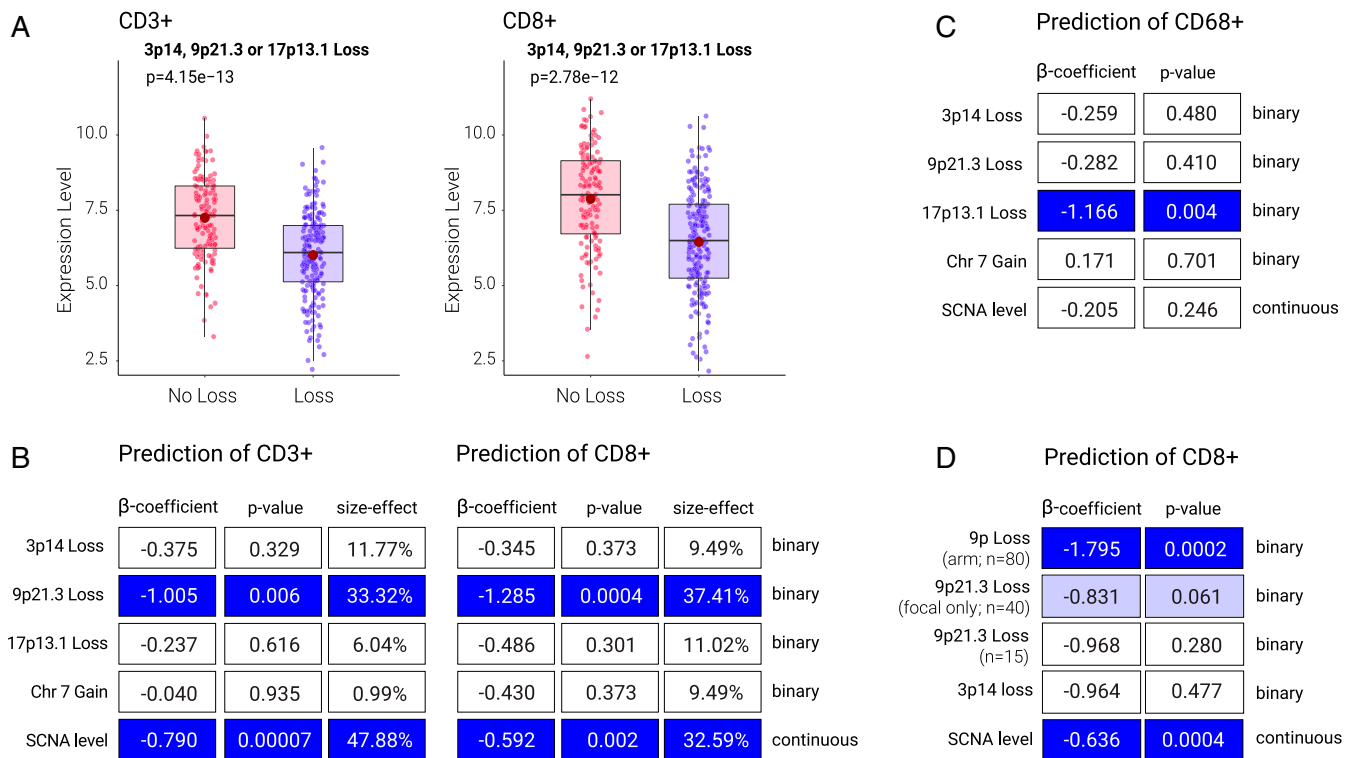 A
CD3+
3p14, 9p21.3 or 17p13.1 Loss
p=4.15e−13
Expression Level
10.0
7.5
5.0
2.5
No Loss
Loss
CD8+
3p14, 9p21.3 or 17p13.1 Loss
p=2.78e−12
Expression Level
10.0
7.5
5.0
2.5
No Loss
Loss
B
Prediction of CD3+
β-coefficient p-value size-effect
3p14 Loss -0.375 0.329 11.77%
9p21.3 Loss -1.005 0.006 33.32%
17p13.1 Loss -0.237 0.616 6.04%
Chr 7 Gain -0.040 0.935 0.99%
SCNA level -0.790 0.00007 47.88%
Prediction of CD8+
β-coefficient p-value size-effect
-0.345 0.373 9.49% binary
-1.285 0.0004 37.41% binary
-0.486 0.301 11.02% binary
-0.430 0.373 9.49% binary
-0.592 0.002 32.59% continuous
C
Prediction of CD68+
β-coefficient p-value
3p14 Loss -0.259 0.480 binary
9p21.3 Loss -0.282 0.410 binary
17p13.1 Loss -1.166 0.004 binary
Chr 7 Gain 0.171 0.701 binary
SCNA level -0.205 0.246 continuous
D
Prediction of CD8+
β-coefficient p-value
9p Loss
(arm; n=80) -1.795 0.0002 binary
9p21.3 Loss
(focal only; n=40) -0.831 0.061 binary
9p21.3 Loss
(n=15) -0.968 0.280 binary
3p14 loss -0.964 0.477 binary
SCNA level -0.636 0.0004 continuous